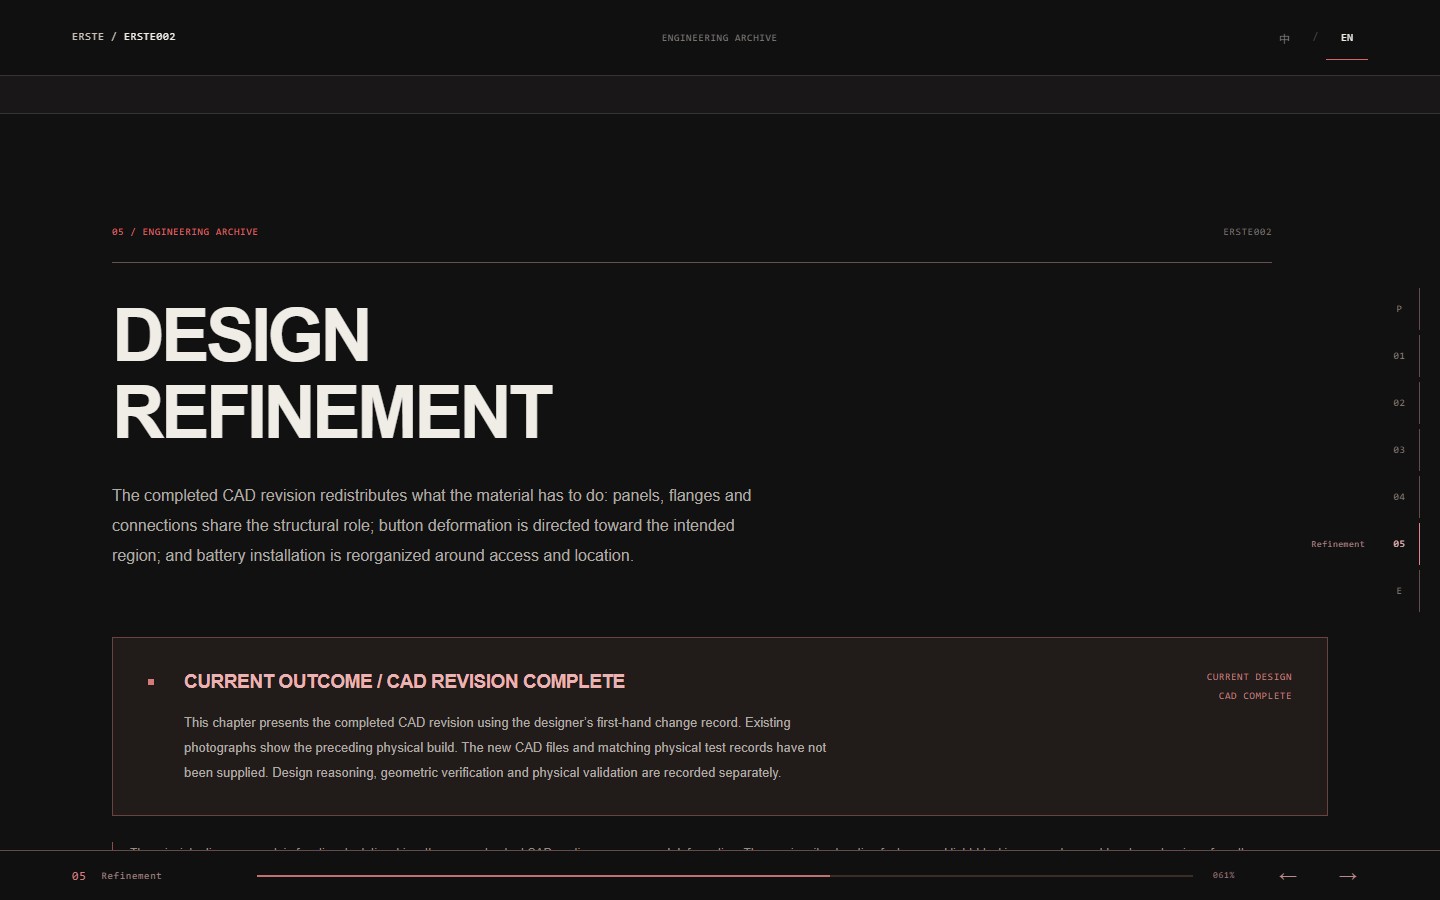 ERSTE / ERSTE002
ENGINEERING ARCHIVE
中 / EN
05 / ENGINEERING ARCHIVE
ERSTE002
DESIGN
REFINEMENT
The completed CAD revision redistributes what the material has to do: panels, flanges and
connections share the structural role; button deformation is directed toward the intended
region; and battery installation is reorganized around access and location.
P
01
02
03
04
Refinement 05
E
CURRENT OUTCOME / CAD REVISION COMPLETE
CURRENT DESIGN
CAD COMPLETE
This chapter presents the completed CAD revision using the designer's first-hand change record. Existing
photographs show the preceding physical build. The new CAD files and matching physical test records have not
been supplied. Design reasoning, geometric verification and physical validation are recorded separately.
05 Refinement
061%
← →